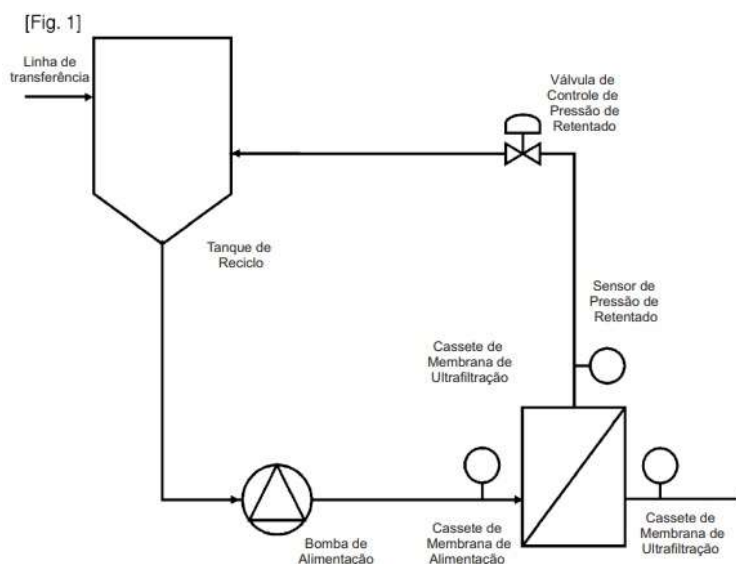 [Fig. 1]
Linha de
transferência
Válvula de
Controle de
Pressão de
Retentado
Tanque de
Reciclo
Sensor de
Pressão de
Retentado
Cassete de
Membrana de
Ultrafiltração
Bomba de
Alimentação
Cassete de
Membrana de
Alimentação
Cassete de
Membrana de
Ultrafiltração